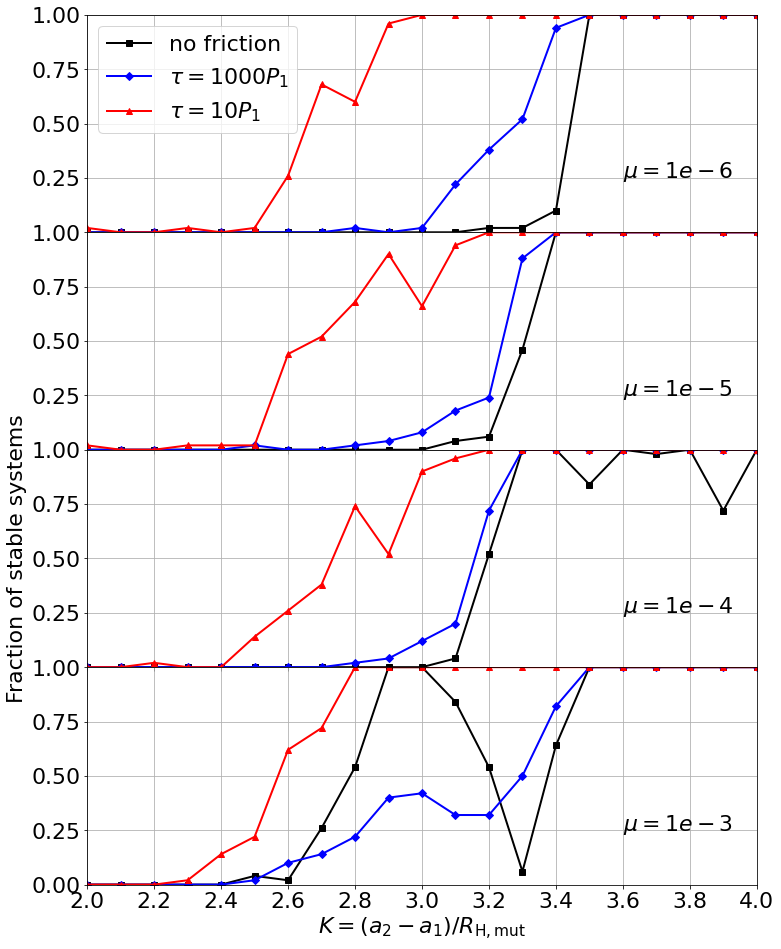 1.00
no friction
τ = 1000P₁
τ = 10P₁
0.75
0.50
0.25
μ = 1e − 6
1.00
0.75
0.50
0.25
μ = 1e − 5
1.00
0.75
0.50
0.25
μ = 1e − 4
1.00
0.75
0.50
0.25
μ = 1e − 3
0.00
Fraction of stable systems
2.0 2.2 2.4 2.6 2.8 3.0 3.2 3.4 3.6 3.8 4.0
K = (a₂ − a₁)/R_H,mut